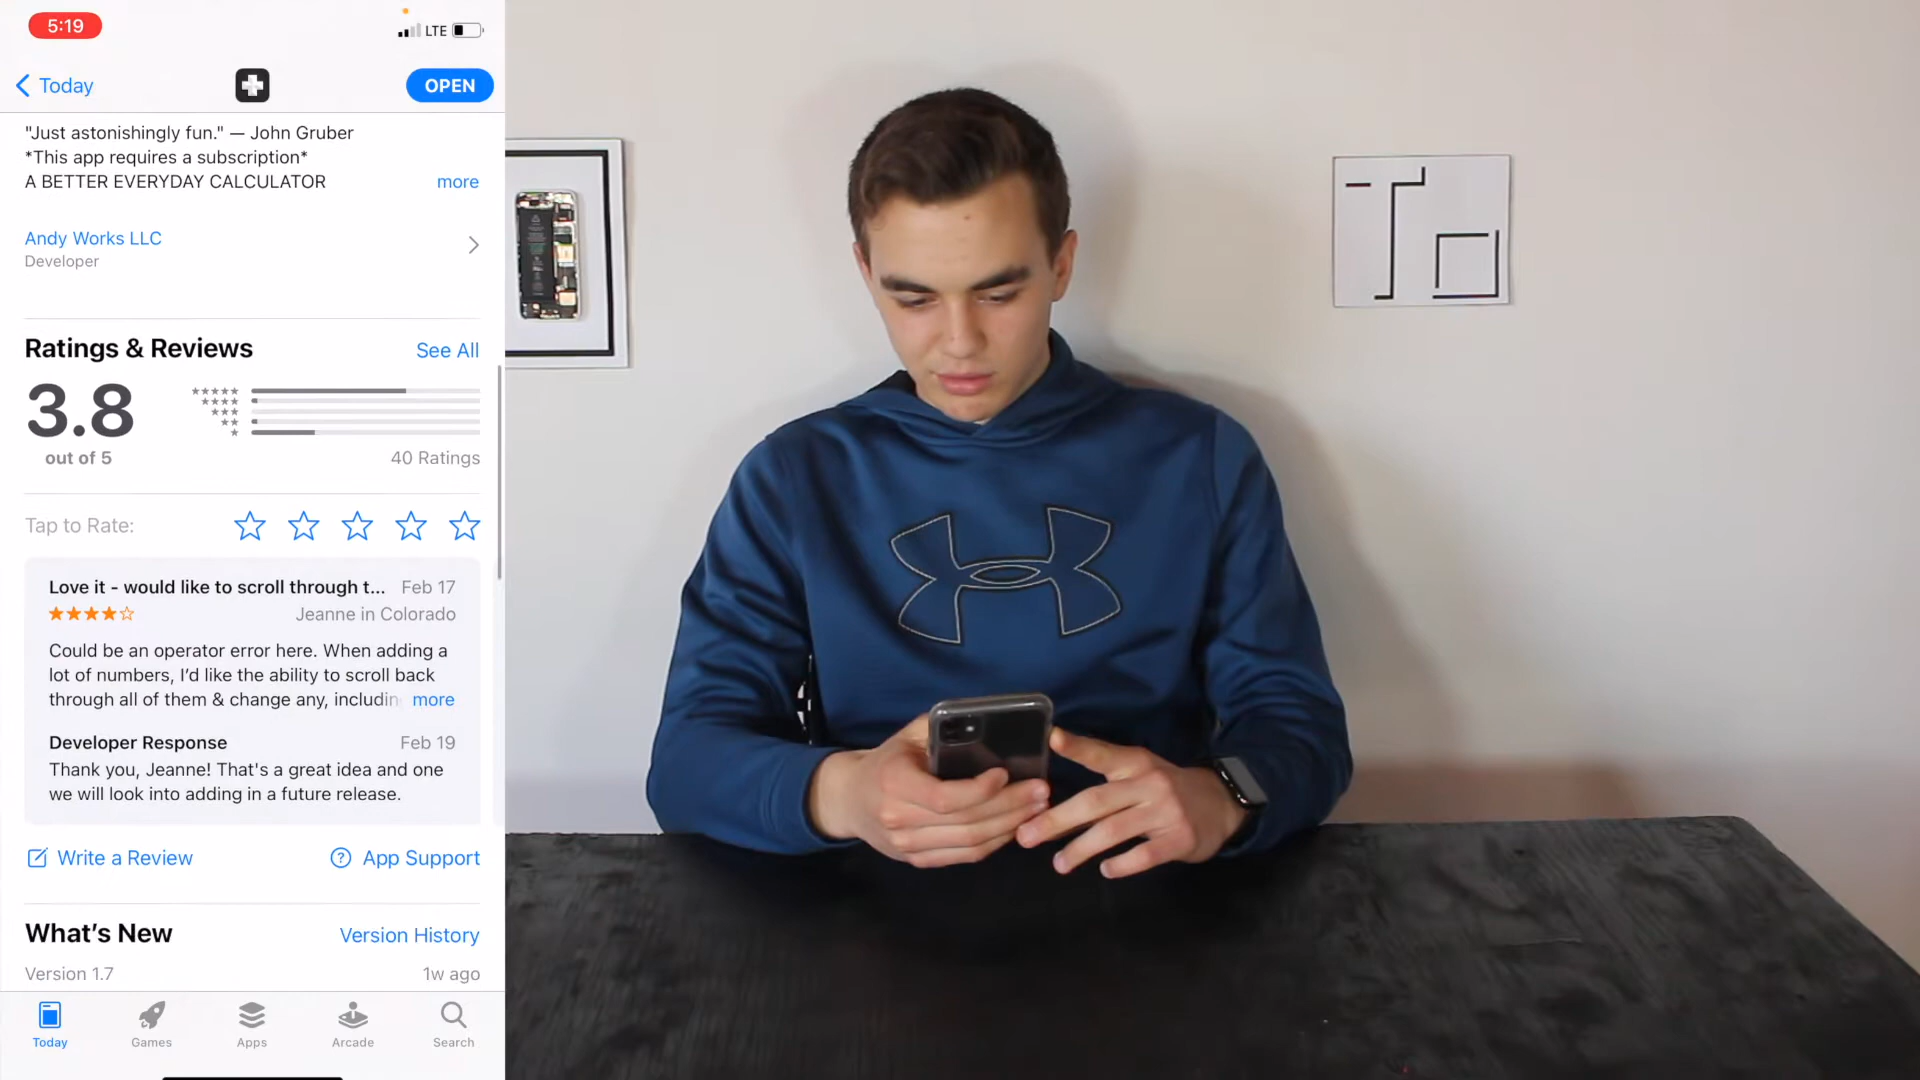 5:19
LTE
Today
OPEN
"Just astonishingly fun." — John Gruber
*This app requires a subscription*
A BETTER EVERYDAY CALCULATOR
more
Andy Works LLC
Developer
Ratings & Reviews
See All
3.8
out of 5
40 Ratings
Tap to Rate:
Love it - would like to scroll through t...
Feb 17
Jeanne in Colorado
Could be an operator error here. When adding a
lot of numbers, I'd like the ability to scroll back
through all of them & change any, includin
more
Developer Response
Feb 19
Thank you, Jeanne! That's a great idea and one
we will look into adding in a future release.
Write a Review
App Support
What's New
Version History
Version 1.7
1w ago
Today
Games
Apps
Arcade
Search